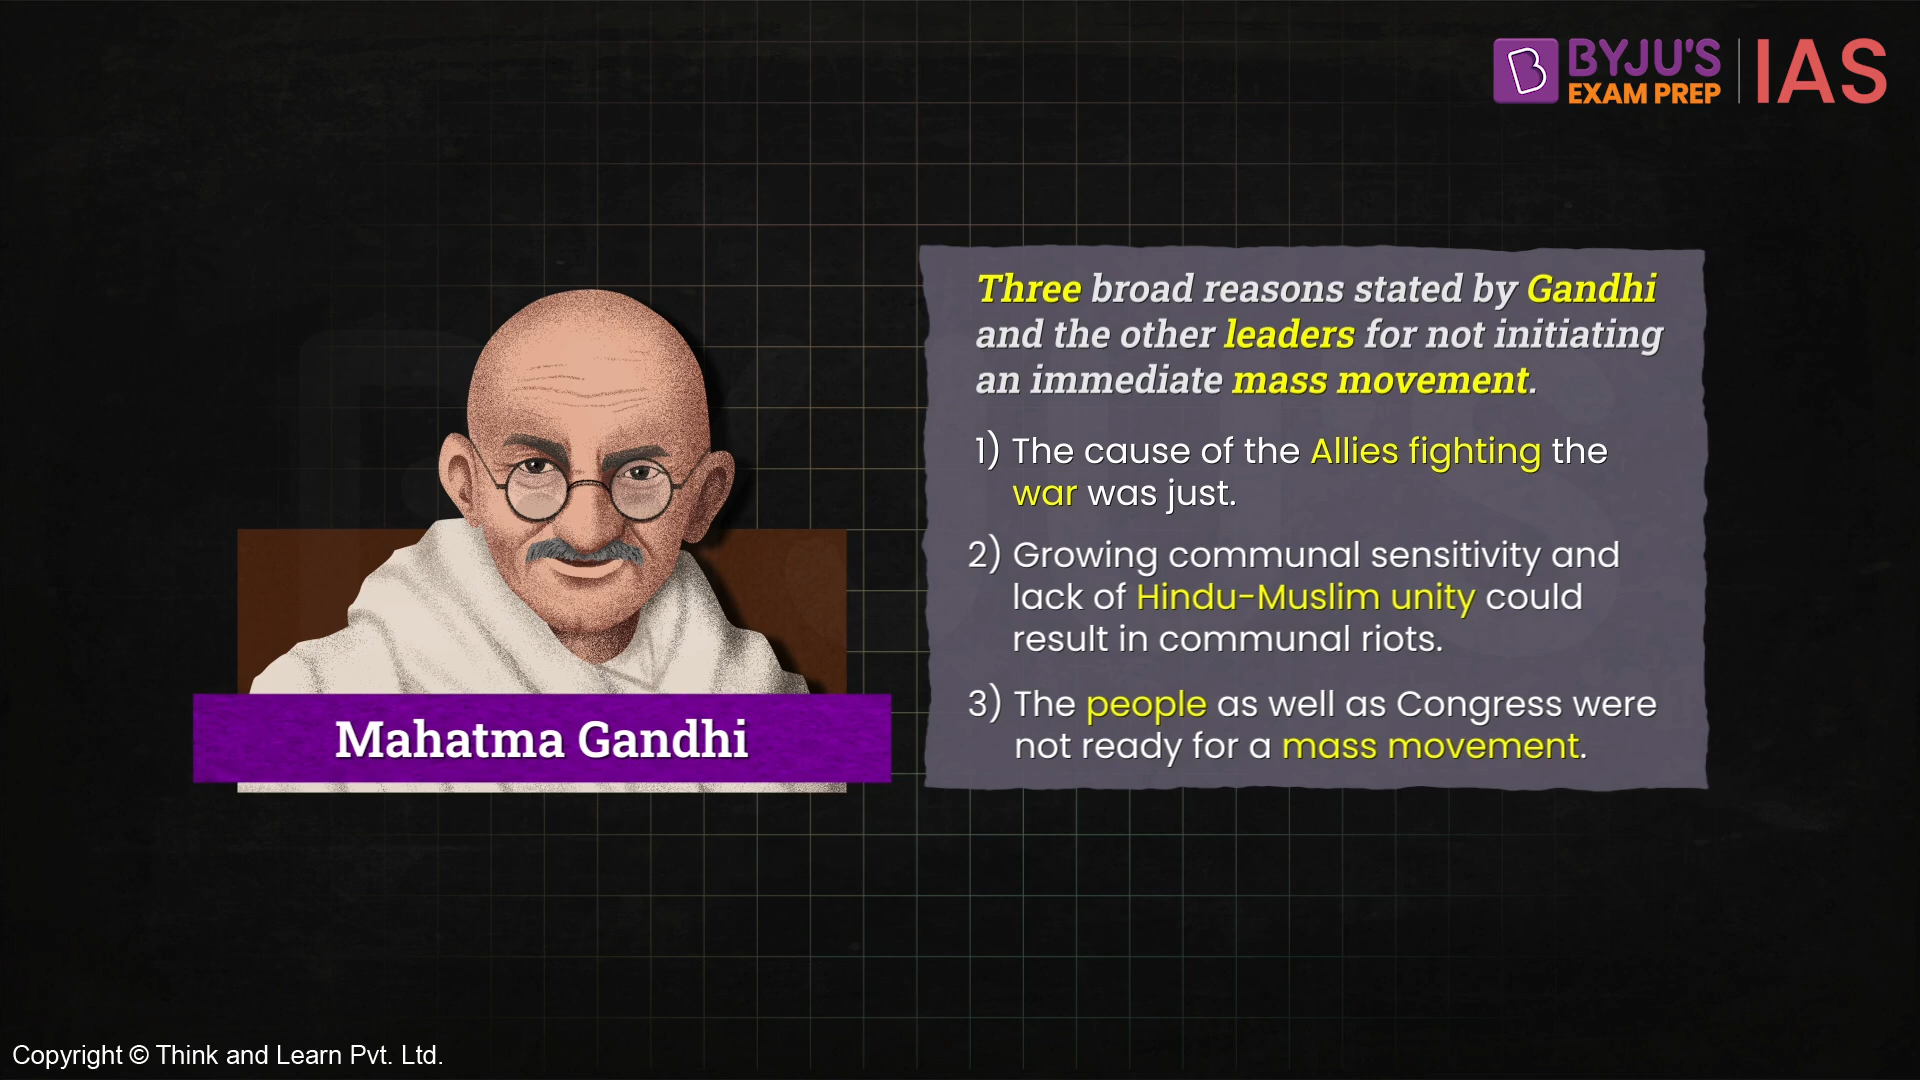 BYJU'S
EXAM PREP
IAS
Three broad reasons stated by Gandhi
and the other leaders for not initiating
an immediate mass movement.
1) The cause of the Allies fighting the
war was just.
2) Growing communal sensitivity and
lack of Hindu-Muslim unity could
result in communal riots.
3) The people as well as Congress were
not ready for a mass movement.
Mahatma Gandhi
Copyright © Think and Learn Pvt. Ltd.